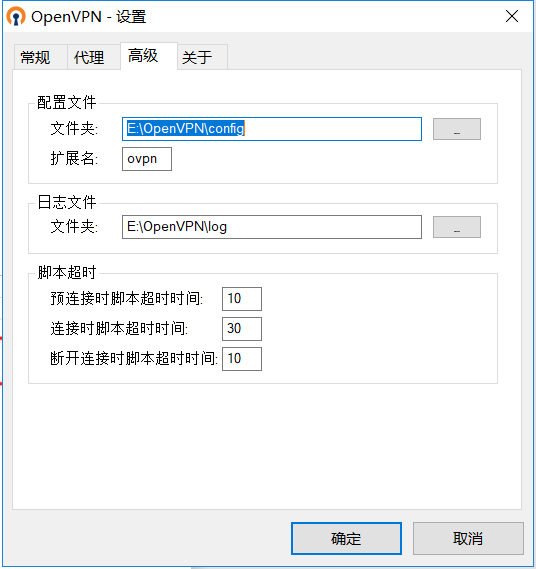 OpenVPN - 设置
常规 代理 高级 关于
配置文件
文件夹: E:\OpenVPN\config ...
扩展名: ovpn
日志文件
文件夹: E:\OpenVPN\log ...
脚本超时
预连接时脚本超时时间: 10
连接时脚本超时时间: 30
断开连接时脚本超时时间: 10
确定 取消